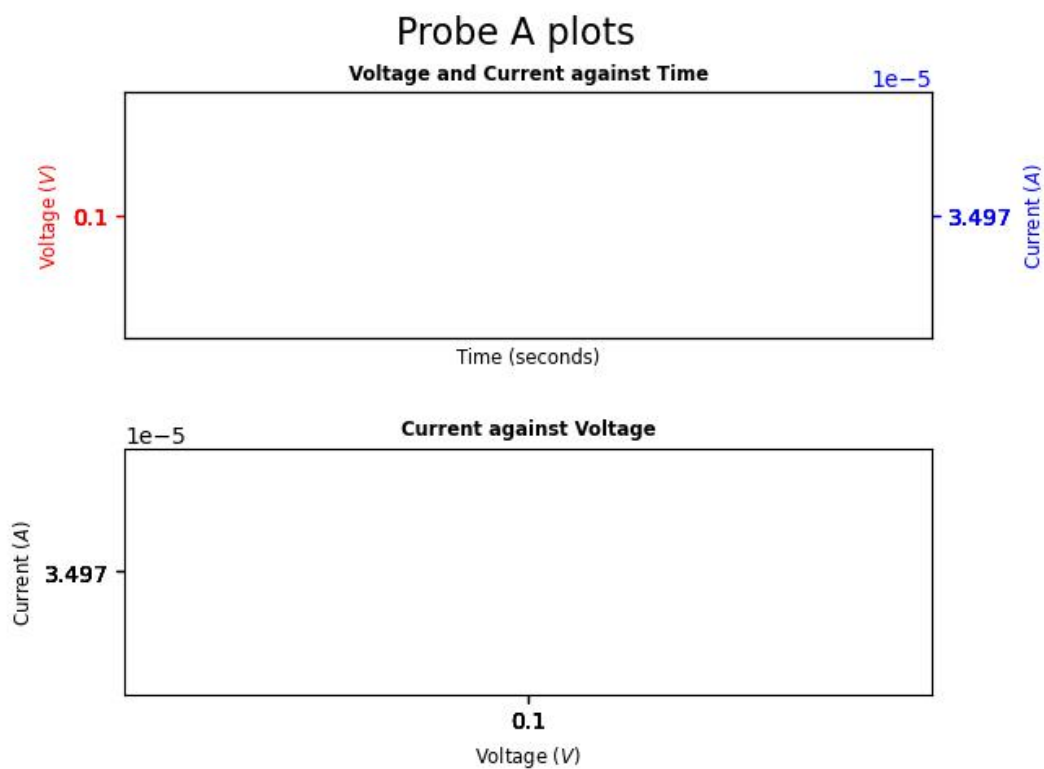 Probe A plots
Voltage and Current against Time
1e−5
Voltage (V)
0.1
3.497
Current (A)
Time (seconds)
Current against Voltage
1e−5
Current (A)
3.497
0.1
Voltage (V)